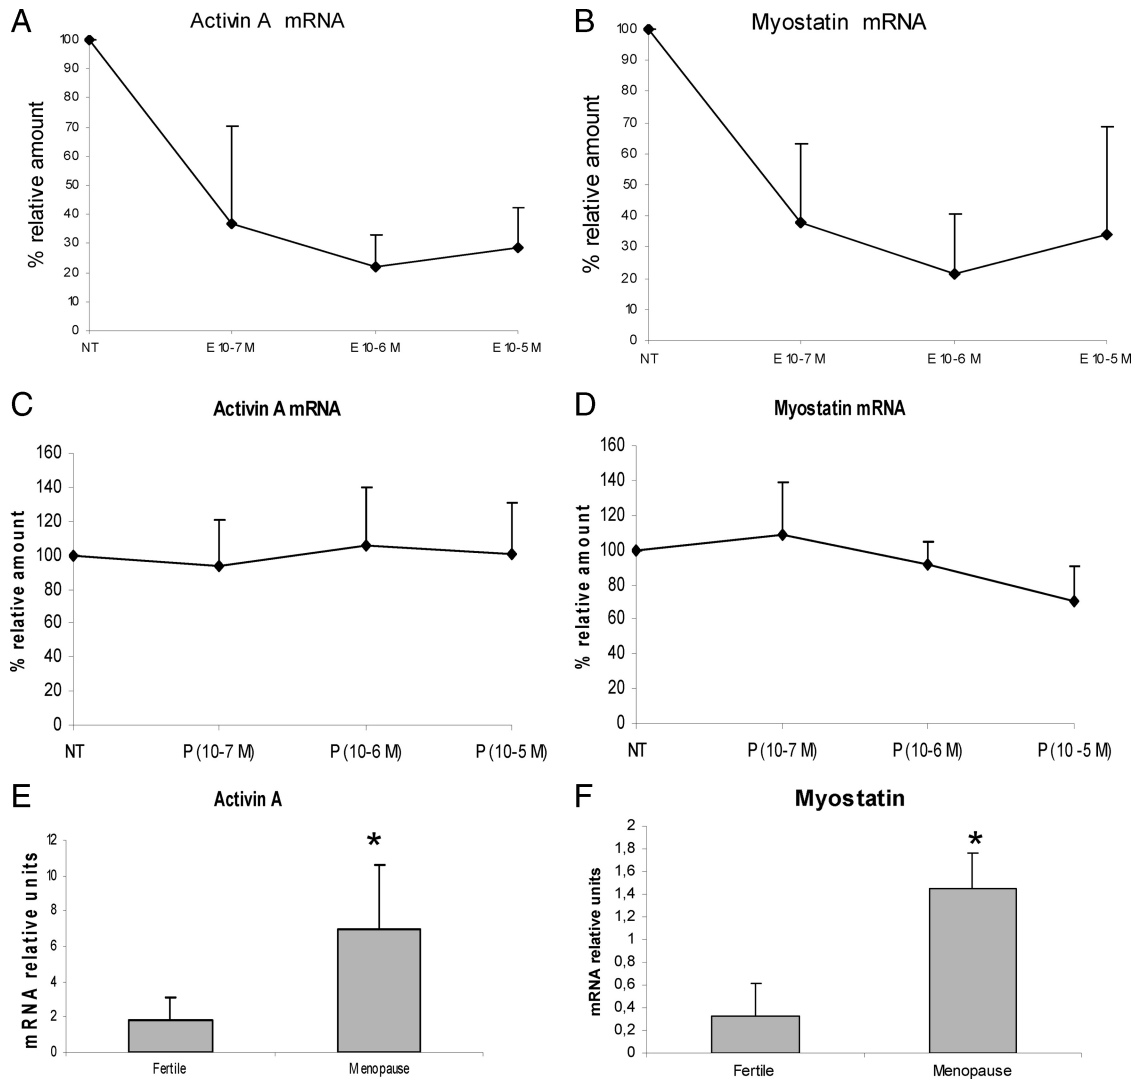 A
Activin A mRNA
% relative amount
100
90
80
70
60
50
40
30
20
10
0
NT
E 10-7 M
E 10-6 M
E 10-5 M
B
Myostatin mRNA
% relative amount
100
90
80
70
60
50
40
30
20
10
0
NT
E 10-7 M
E 10-6 M
E 10-5 M
C
Activin A mRNA
% relative amount
160
140
120
100
80
60
40
20
0
NT
P (10-7 M)
P (10-6 M)
P (10-5 M)
D
Myostatin mRNA
% relative amount
160
140
120
100
80
60
40
20
0
NT
P (10-7 M)
P (10-6 M)
P (10 -5 M)
E
Activin A
mRNA relative units
12
10
8
6
4
2
0
*
Fertile
Menopause
F
Myostatin
mRNA relative units
2
1,8
1,6
1,4
1,2
1
0,8
0,6
0,4
0,2
0
*
Fertile
Menopause